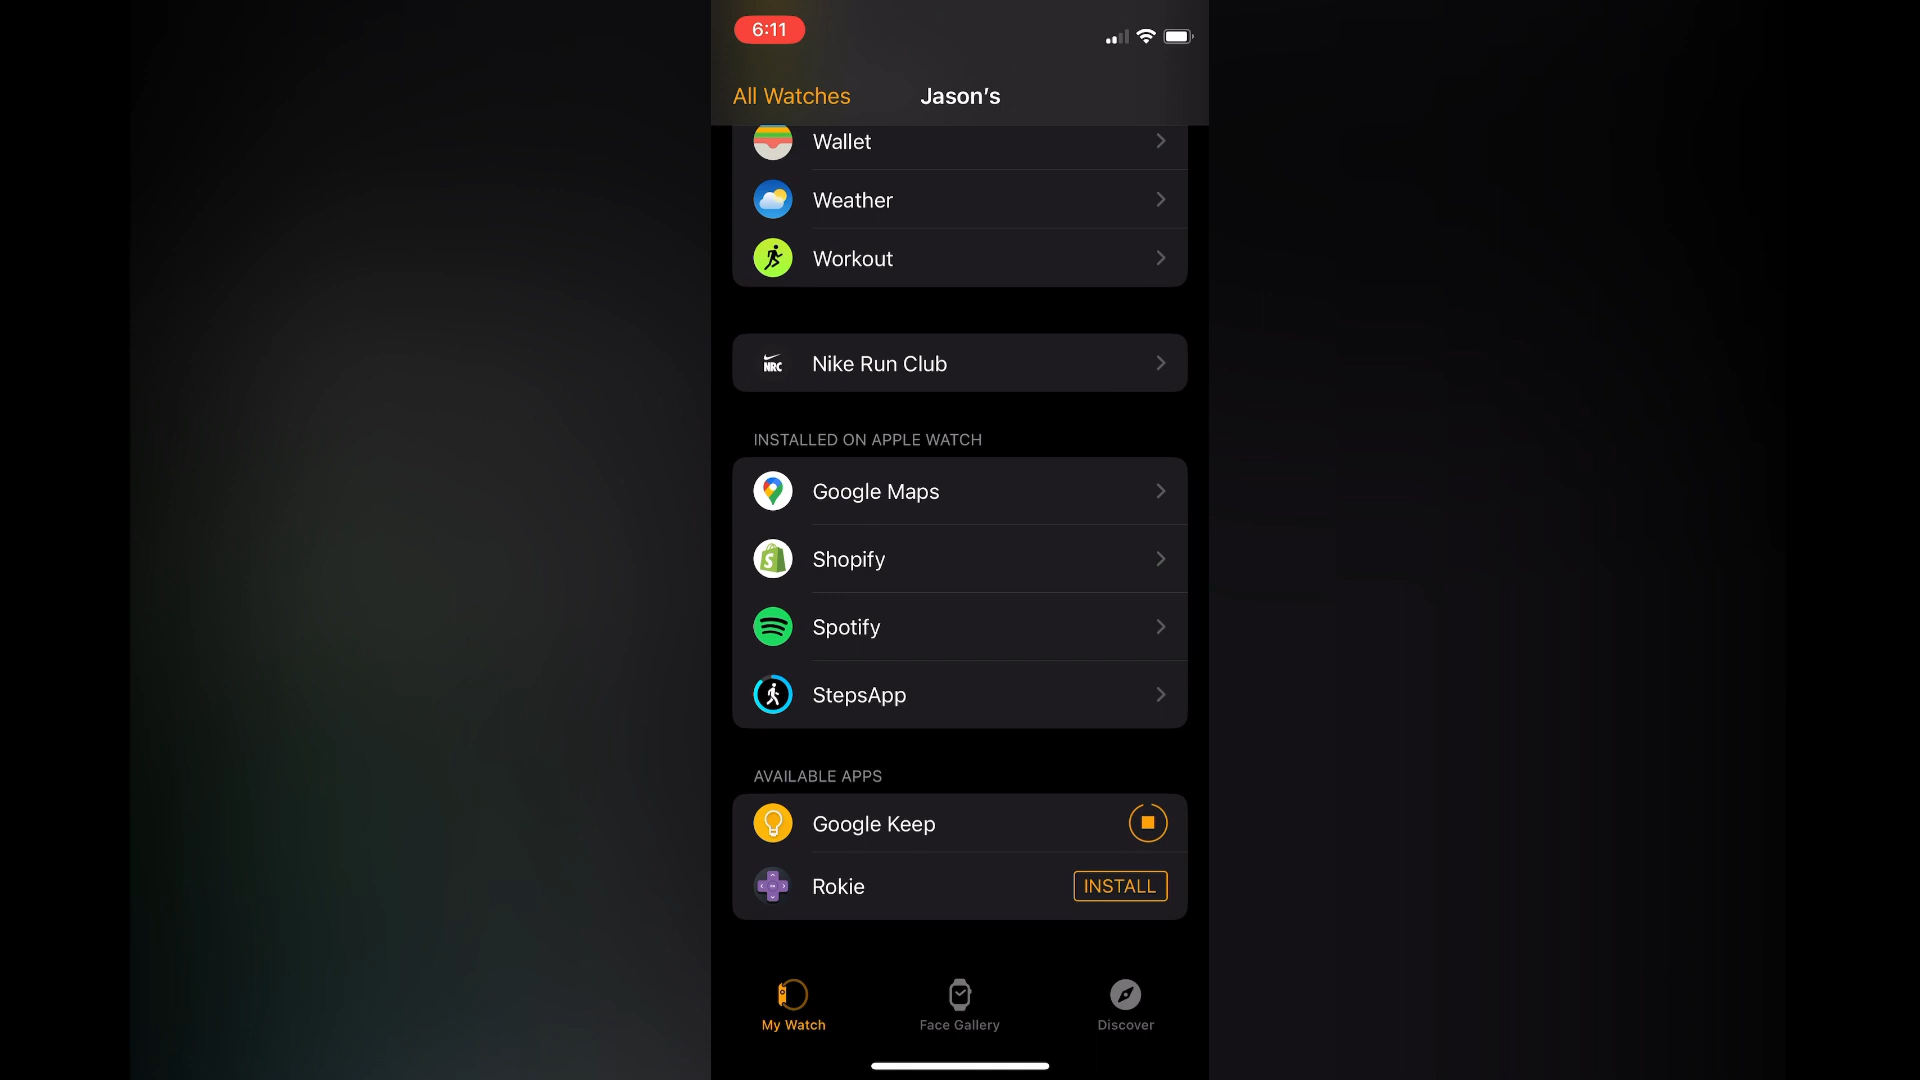 6:11
All Watches
Jason's
Wallet
Weather
Workout
NRC
Nike Run Club
INSTALLED ON APPLE WATCH
Google Maps
S
Shopify
Spotify
StepsApp
AVAILABLE APPS
Google Keep
Rokie
INSTALL
My Watch
Face Gallery
Discover